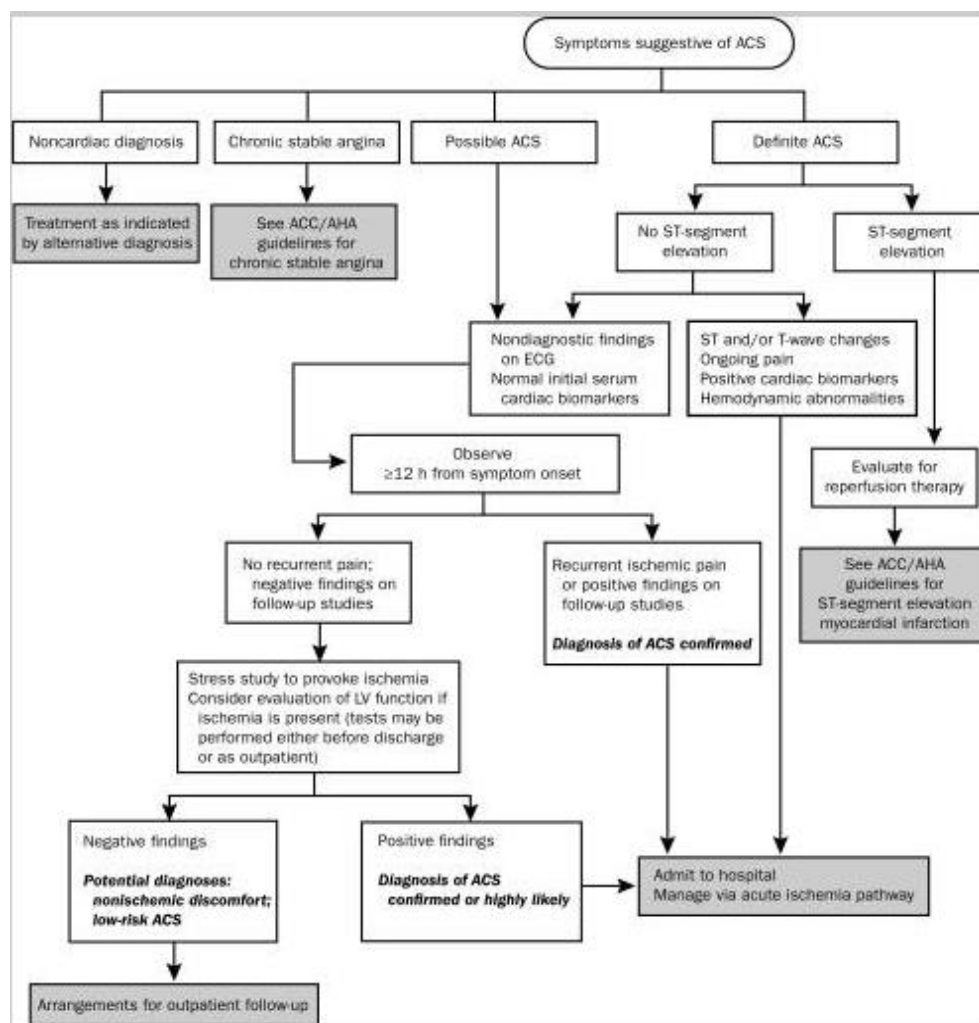 Symptoms suggestive of ACS
Noncardiac diagnosis
Chronic stable angina
Possible ACS
Definite ACS
Treatment as indicated
by alternative diagnosis
See ACC/AHA
guidelines for
chronic stable angina
No ST-segment
elevation
ST-segment
elevation
Nondiagnostic findings
on ECG
Normal initial serum
cardiac biomarkers
ST and/or T-wave changes
Ongoing pain
Positive cardiac biomarkers
Hemodynamic abnormalities
Observe
≥12 h from symptom onset
Evaluate for
reperfusion therapy
No recurrent pain;
negative findings on
follow-up studies
Recurrent ischemic pain
or positive findings on
follow-up studies
Diagnosis of ACS confirmed
See ACC/AHA
guidelines for
ST-segment elevation
myocardial infarction
Stress study to provoke ischemia
Consider evaluation of LV function if
ischemia is present (tests may be
performed either before discharge
or as outpatient)
Negative findings
Potential diagnoses:
nonischemic discomfort;
low-risk ACS
Positive findings
Diagnosis of ACS
confirmed or highly likely
Admit to hospital
Manage via acute ischemia pathway
Arrangements for outpatient follow-up